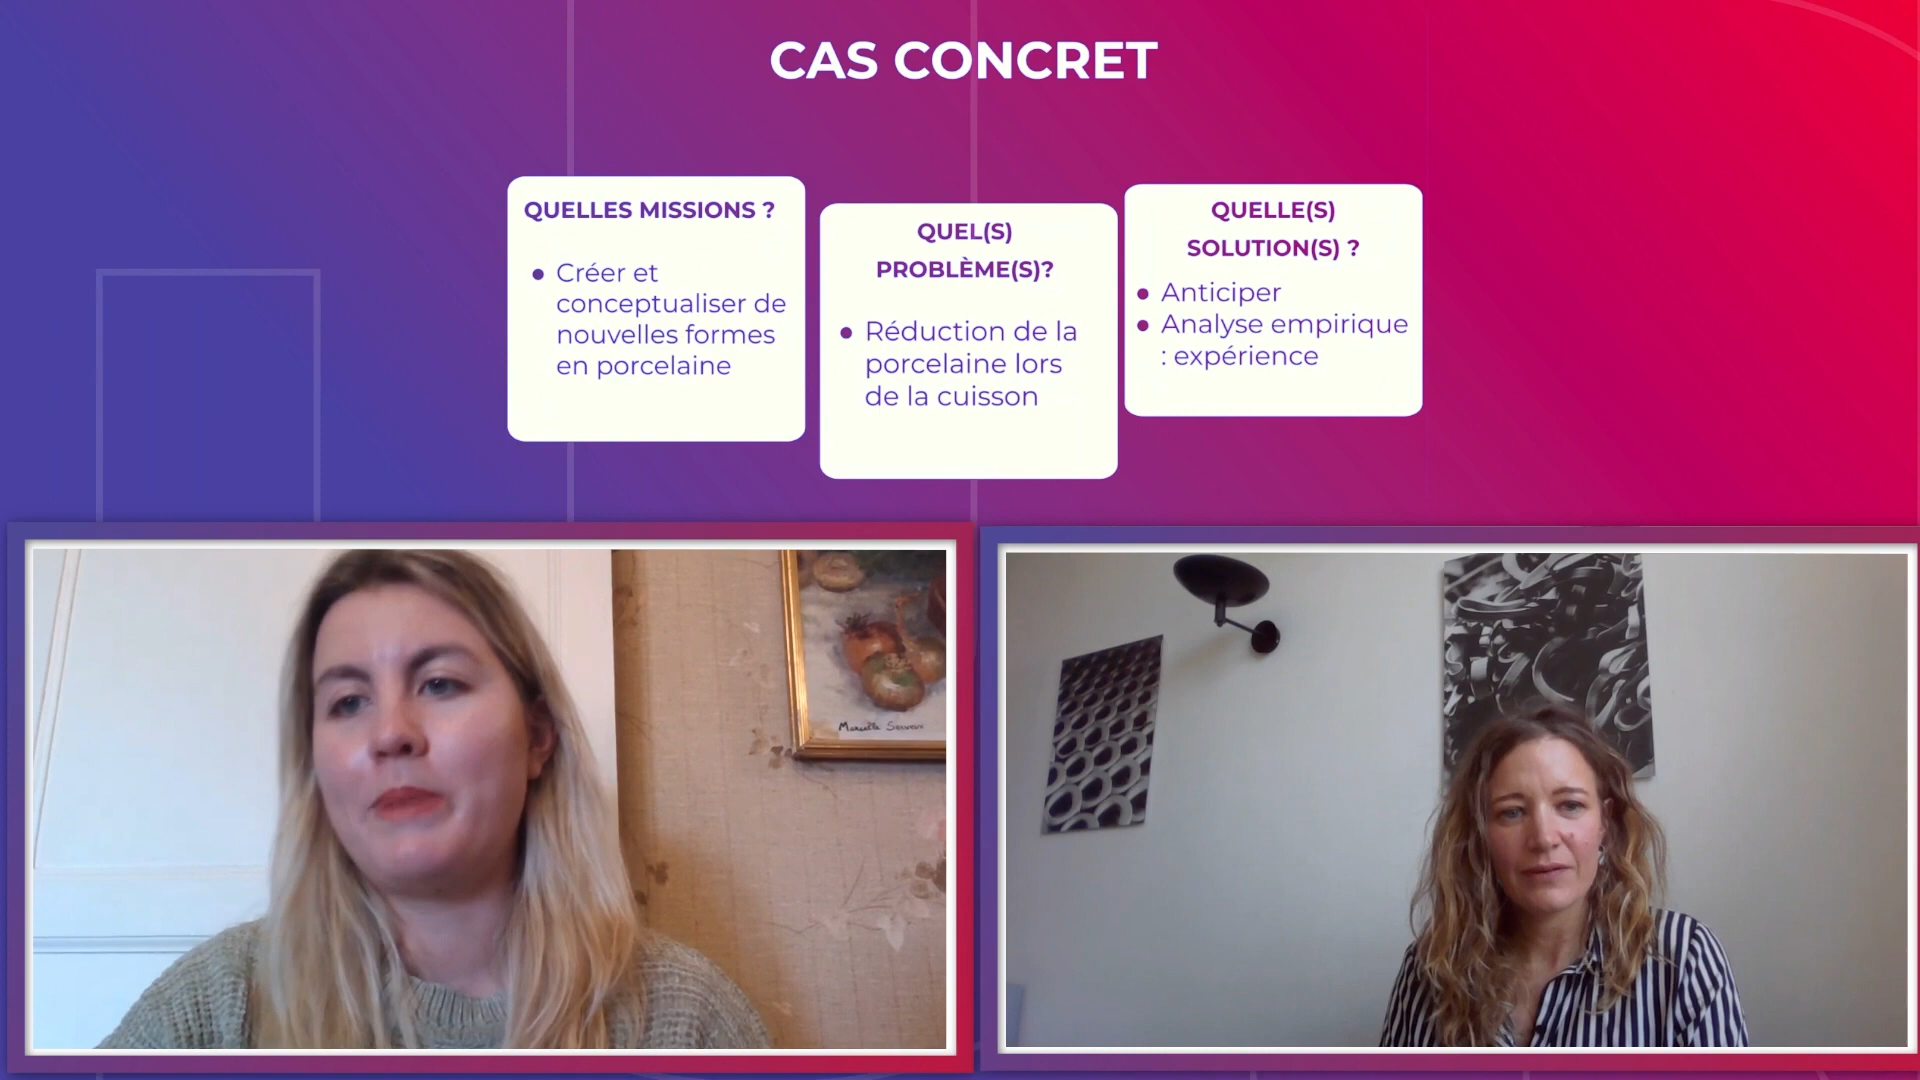 CAS CONCRET
QUELLES MISSIONS ?
● Créer et
conceptualiser de
nouvelles formes
en porcelaine
QUEL(S)
PROBLÈME(S)?
● Réduction de la
porcelaine lors
de la cuisson
QUELLE(S)
SOLUTION(S) ?
● Anticiper
● Analyse empirique
: expérience